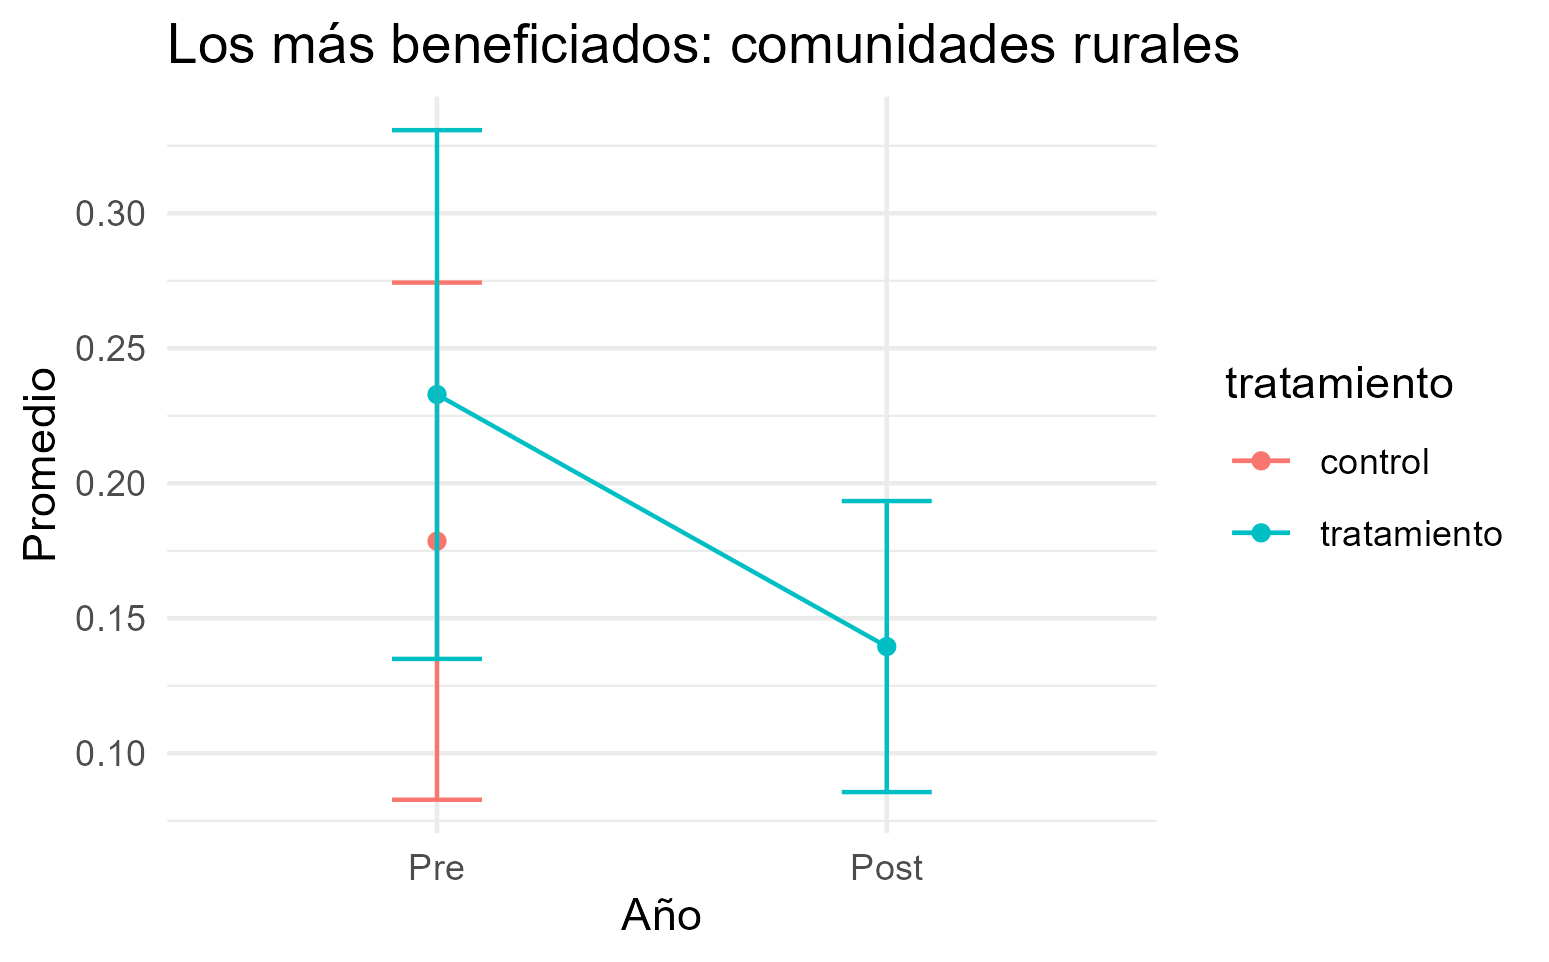 Los más beneficiados: comunidades rurales
0.30
0.25
0.20
0.15
0.10
Promedio
Pre
Post
Año
tratamiento
control
tratamiento